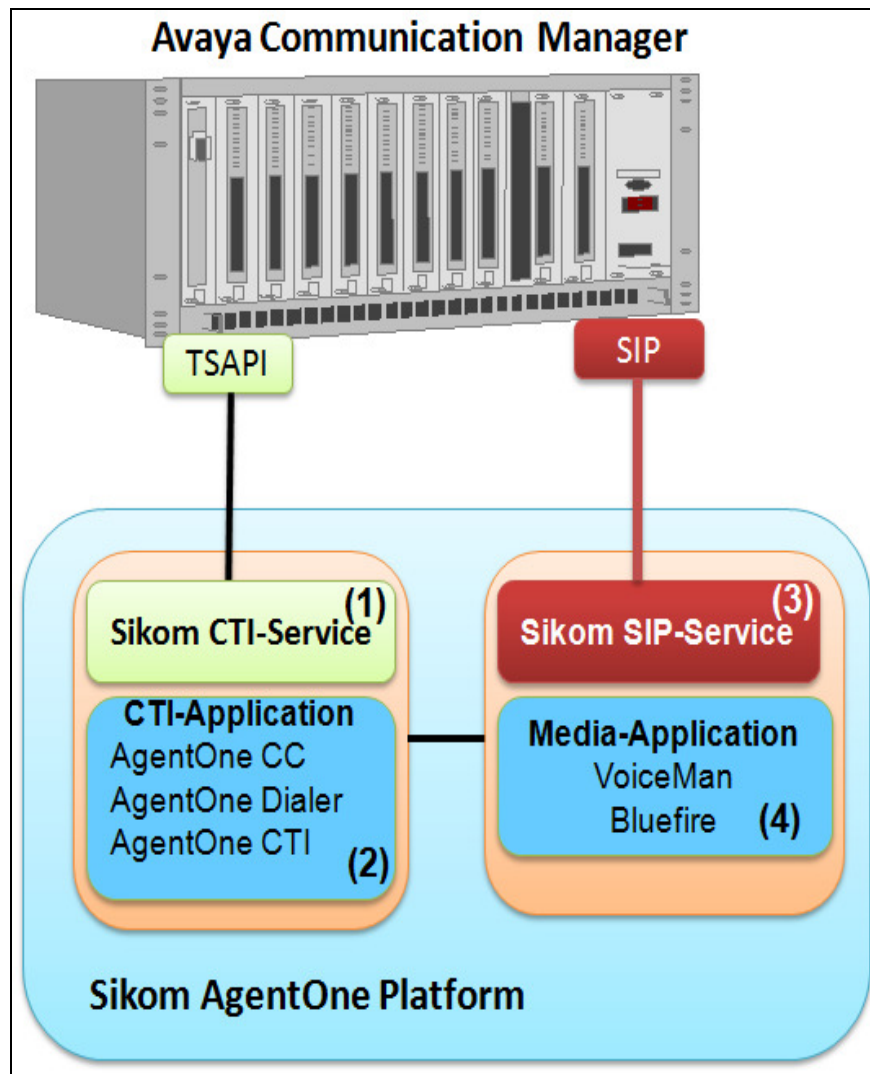 Avaya Communication Manager
TSAPI
SIP
Sikom CTI-Service
(1)
CTI-Application
AgentOne CC
AgentOne Dialer
AgentOne CTI
(2)
Sikom SIP-Service
(3)
Media-Application
VoiceMan
Bluefire
(4)
Sikom AgentOne Platform